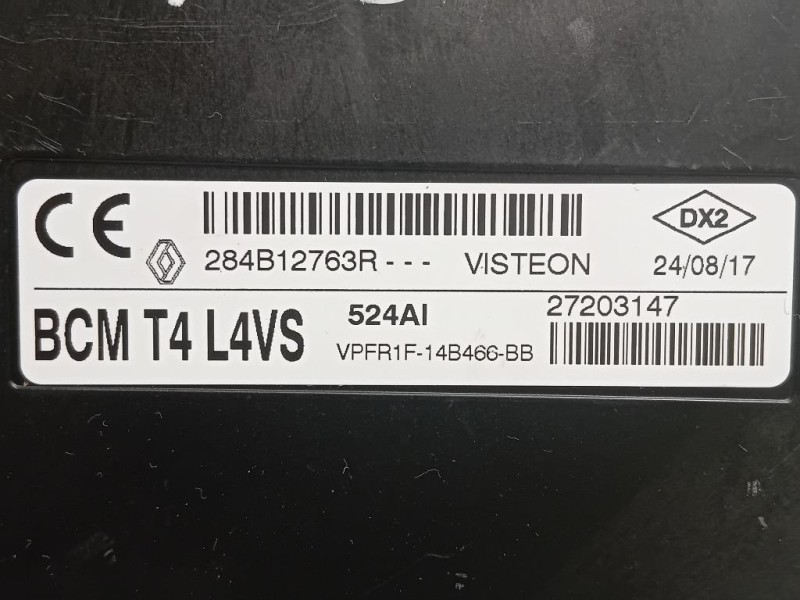 CE 284B12763R--- VISTEON DX2 24/08/17
BCM T4 L4VS 524AI 27203147
VPFR1F-14B466-BB